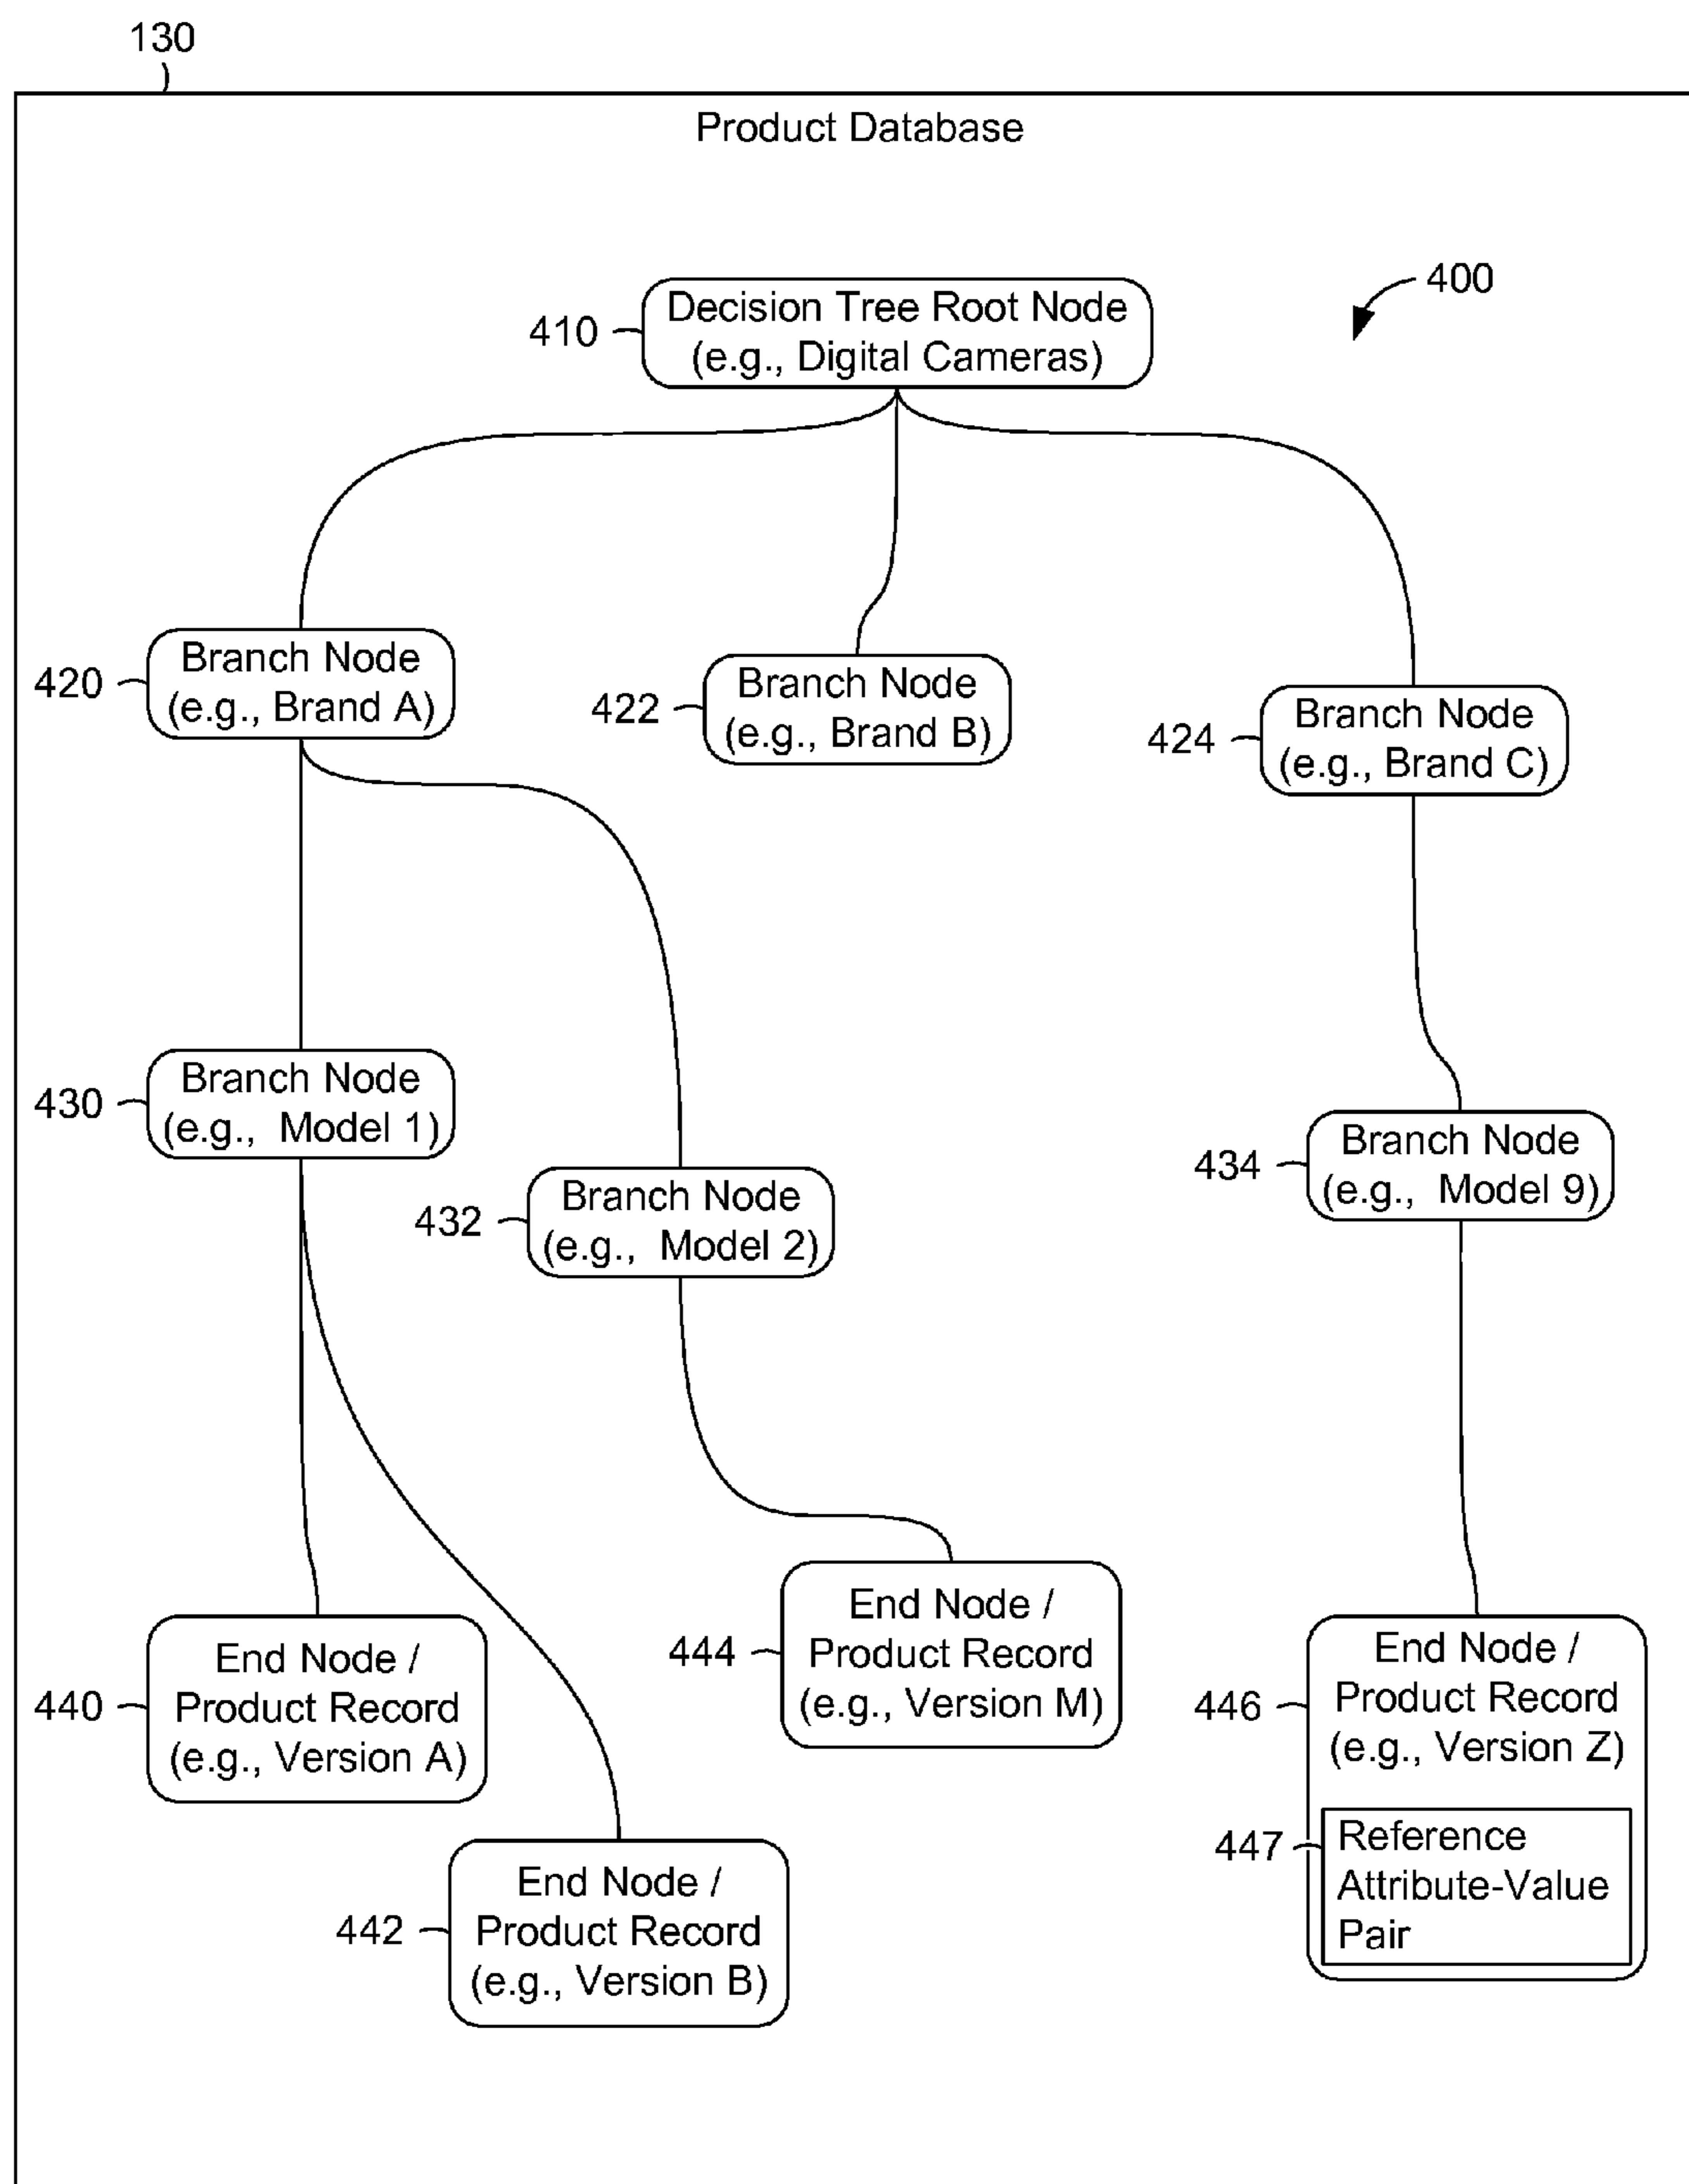 130
Product Database
400
410
Decision Tree Root Node
(e.g., Digital Cameras)
420
Branch Node
(e.g., Brand A)
422
Branch Node
(e.g., Brand B)
424
Branch Node
(e.g., Brand C)
430
Branch Node
(e.g., Model 1)
432
Branch Node
(e.g., Model 2)
434
Branch Node
(e.g., Model 9)
440
End Node /
Product Record
(e.g., Version A)
442
End Node /
Product Record
(e.g., Version B)
444
End Node /
Product Record
(e.g., Version M)
446
End Node /
Product Record
(e.g., Version Z)
447
Reference
Attribute-Value
Pair